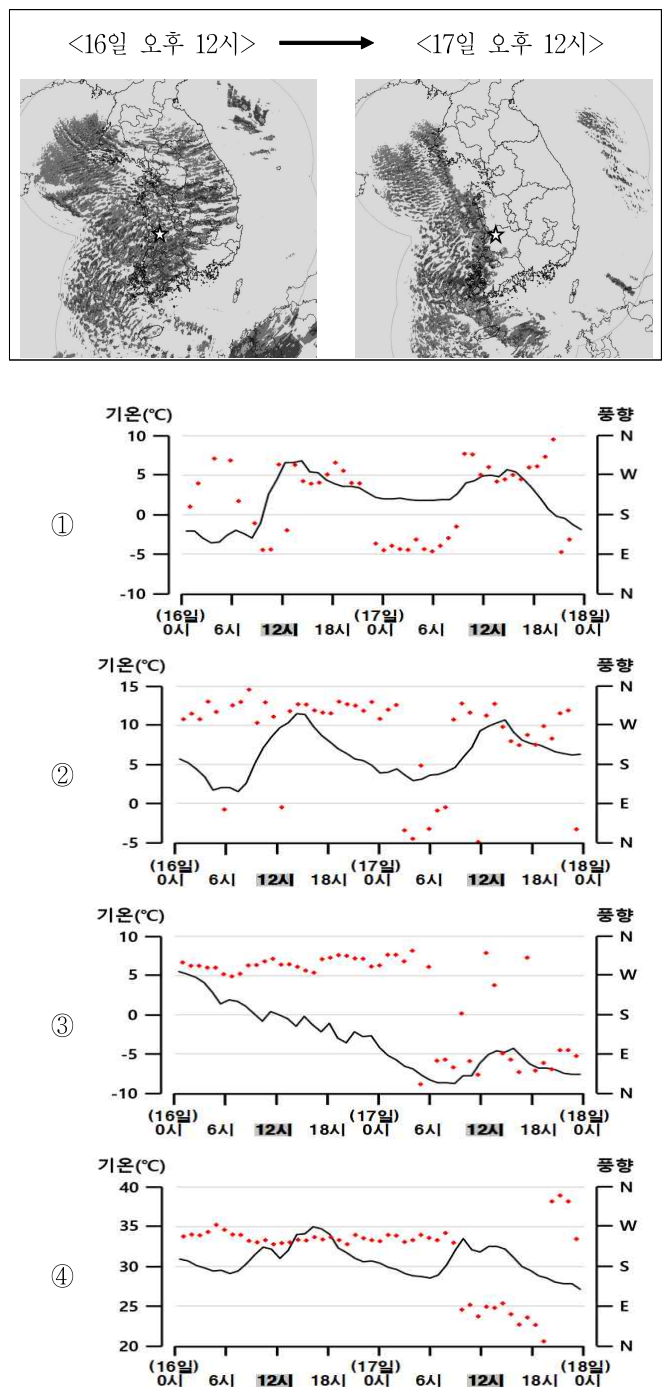 <16일 오후 12시> <17일 오후 12시>
기온(℃) 풍향
10 N
5 W
① 0 S
-5 E
-10 N
(16일) (17일) (18일)
0시 6시 12시 18시 0시 6시 12시 18시 0시
기온(℃) 풍향
15 N
10 W
② 5 S
0 E
-5 N
(16일) (17일) (18일)
0시 6시 12시 18시 0시 6시 12시 18시 0시
기온(℃) 풍향
10 N
5 W
③ 0 S
-5 E
-10 N
(16일) (17일) (18일)
0시 6시 12시 18시 0시 6시 12시 18시 0시
기온(℃) 풍향
40 N
35 W
④ 30 S
25 E
20 N
(16일) (17일) (18일)
0시 6시 12시 18시 0시 6시 12시 18시 0시